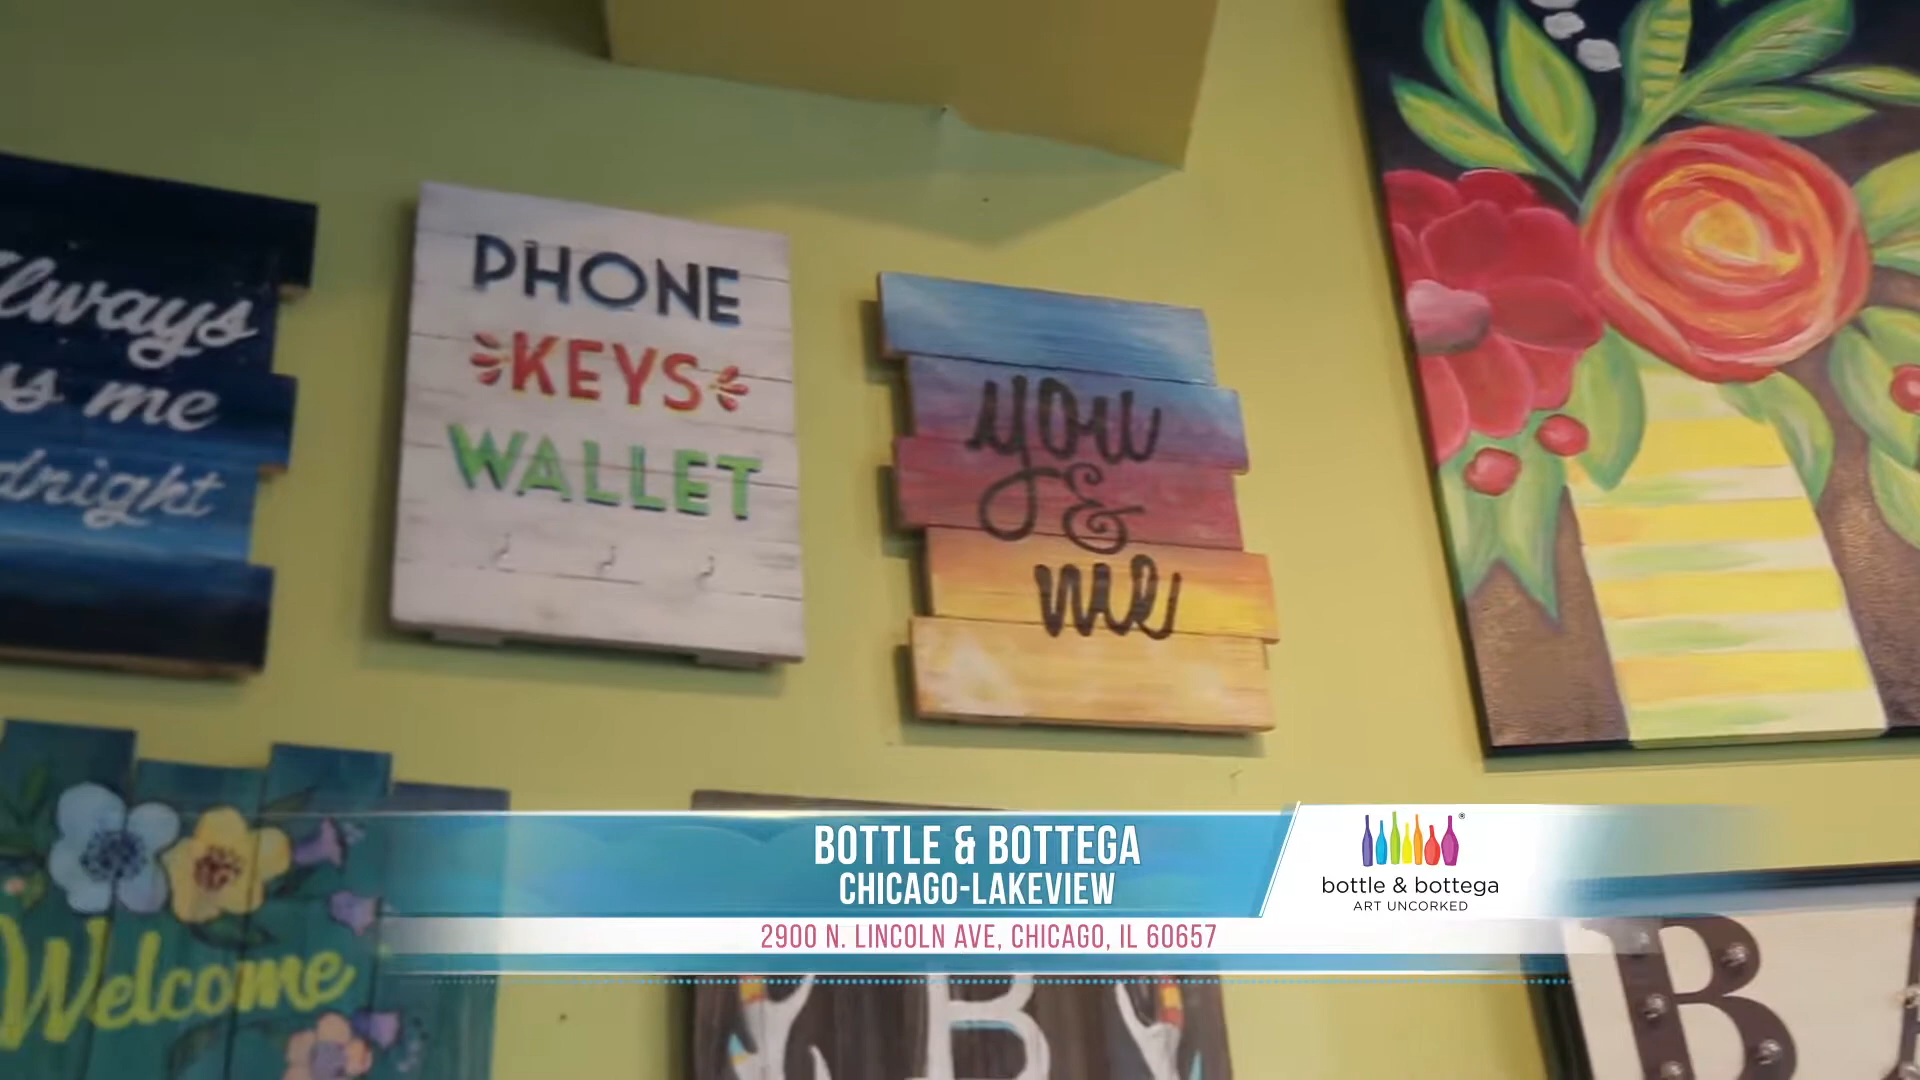 lways
s me
dnight
PHONE
KEYS
WALLET
you
&
me
Welcome
B
B
BOTTLE & BOTTEGA
CHICAGO-LAKEVIEW
2900 N. LINCOLN AVE, CHICAGO, IL 60657
bottle & bottega
ART UNCORKED